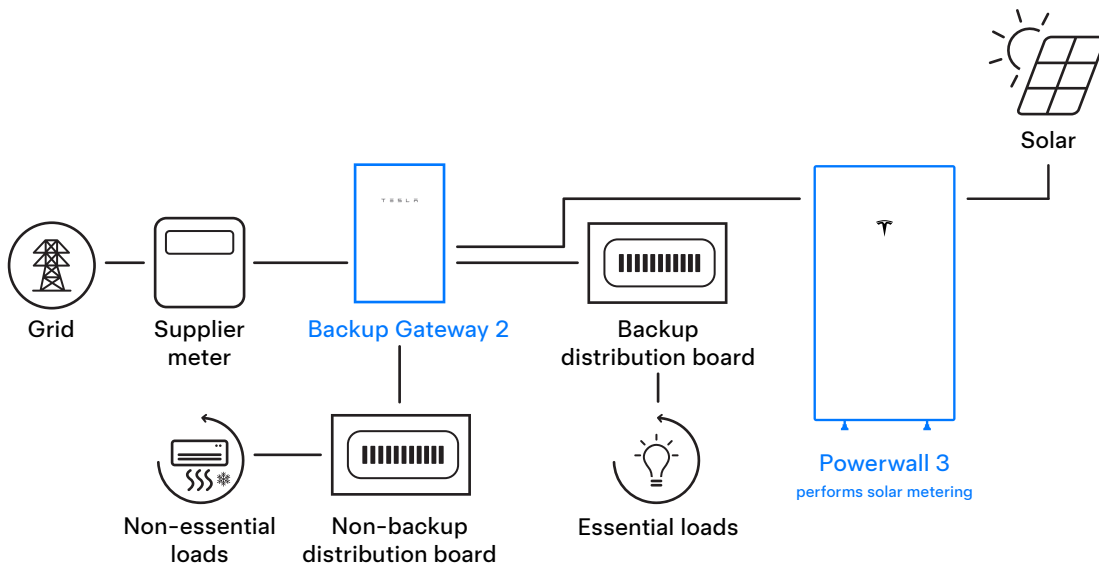 Solar
TESLA
Grid
Supplier
meter
Backup Gateway 2
Backup
distribution board
Powerwall 3
performs solar metering
Non-essential
loads
Non-backup
distribution board
Essential loads